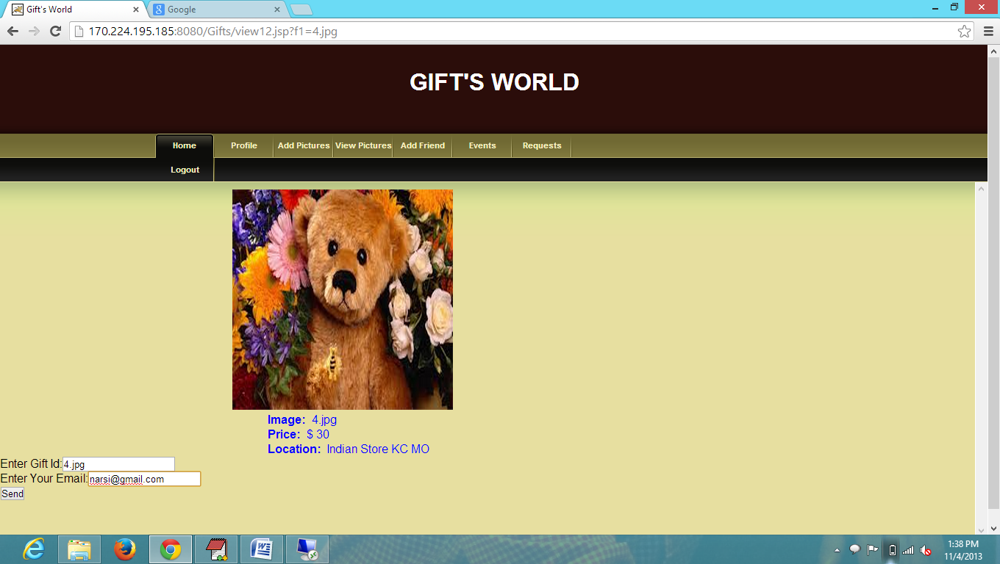 Gift's World
Google
170.224.195.185:8080/Gifts/view12.jsp?f1=4.jpg
GIFT'S WORLD
Home Profile Add Pictures View Pictures Add Friend Events Requests
Logout
Image: 4.jpg
Price: $ 30
Location: Indian Store KC MO
Enter Gift Id:4.jpg
Enter Your Email:narsi@gmail.com
Send
1:38 PM
11/4/2013